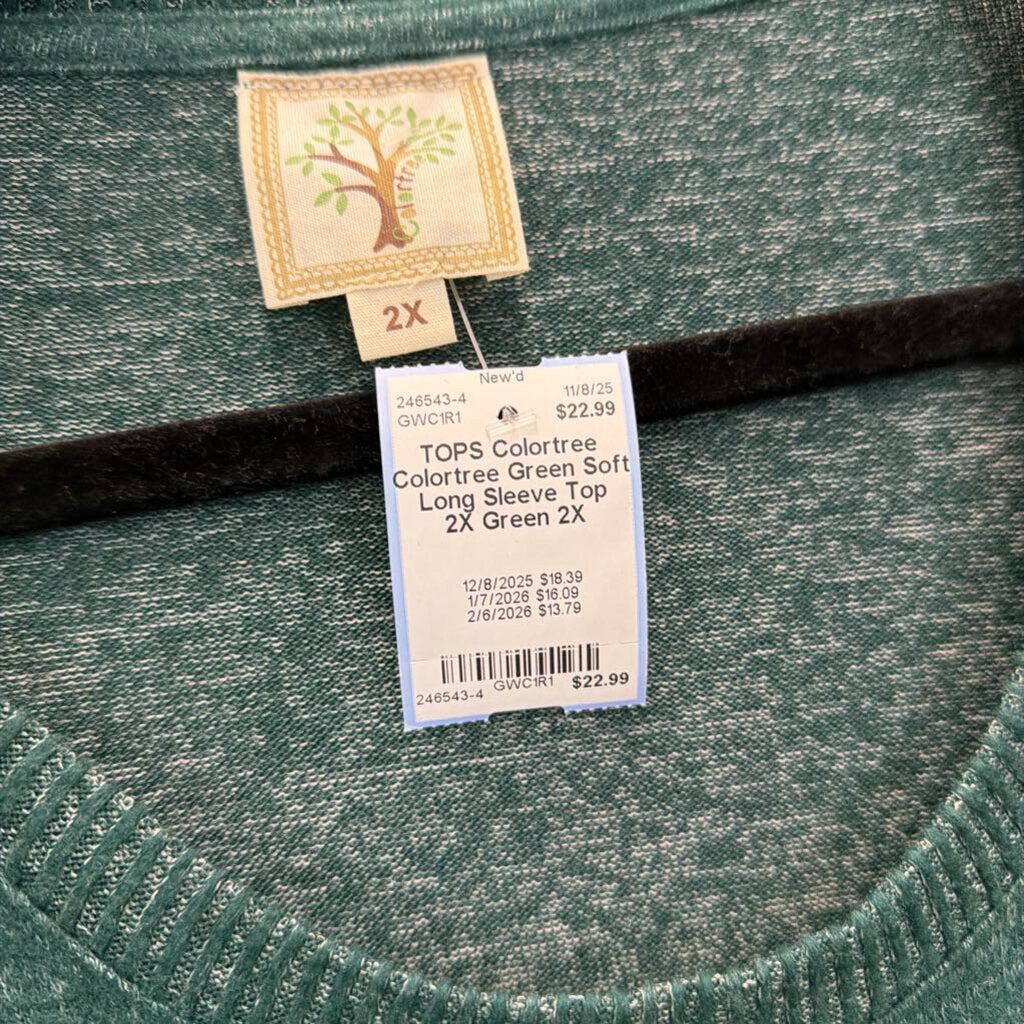 Colortree
2X
New'd
246543-4 11/8/25
GWC1R1 $22.99
TOPS Colortree
Colortree Green Soft
Long Sleeve Top
2X Green 2X
12/8/2025 $18.39
1/7/2026 $16.09
2/6/2026 $13.79
246543-4 GWC1R1 $22.99